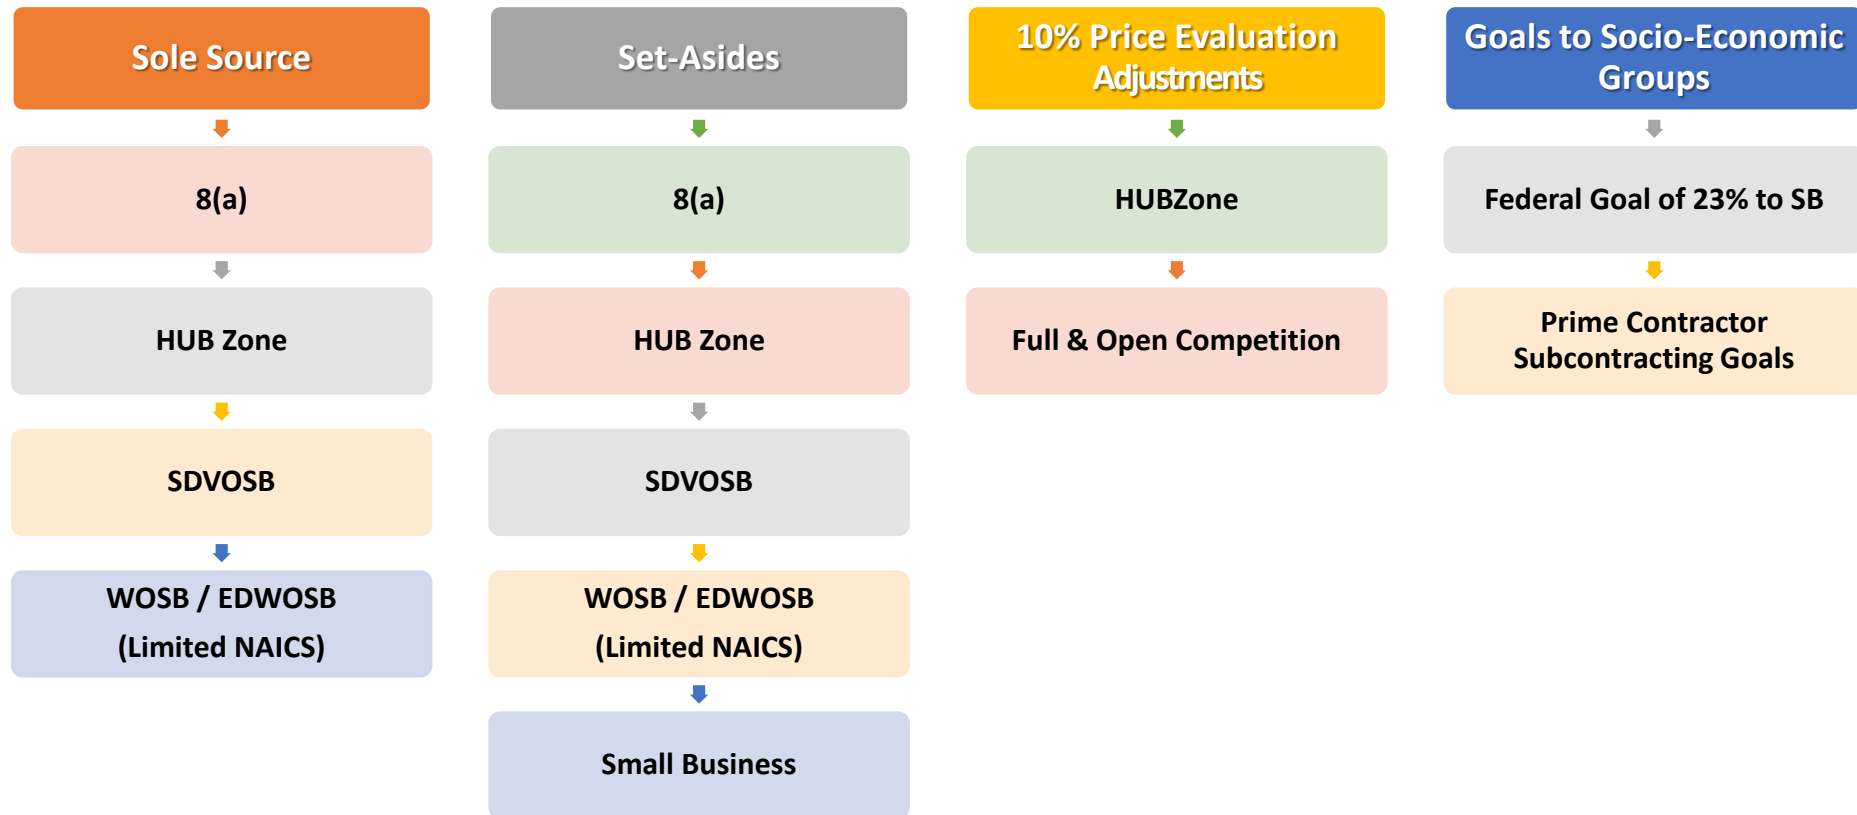 Sole Source
8(a)
HUB Zone
SDVOSB
WOSB / EDWOSB
(Limited NAICS)
Set-Asides
8(a)
HUB Zone
SDVOSB
WOSB / EDWOSB
(Limited NAICS)
Small Business
10% Price Evaluation
Adjustments
HUBZone
Full & Open Competition
Goals to Socio-Economic
Groups
Federal Goal of 23% to SB
Prime Contractor
Subcontracting Goals